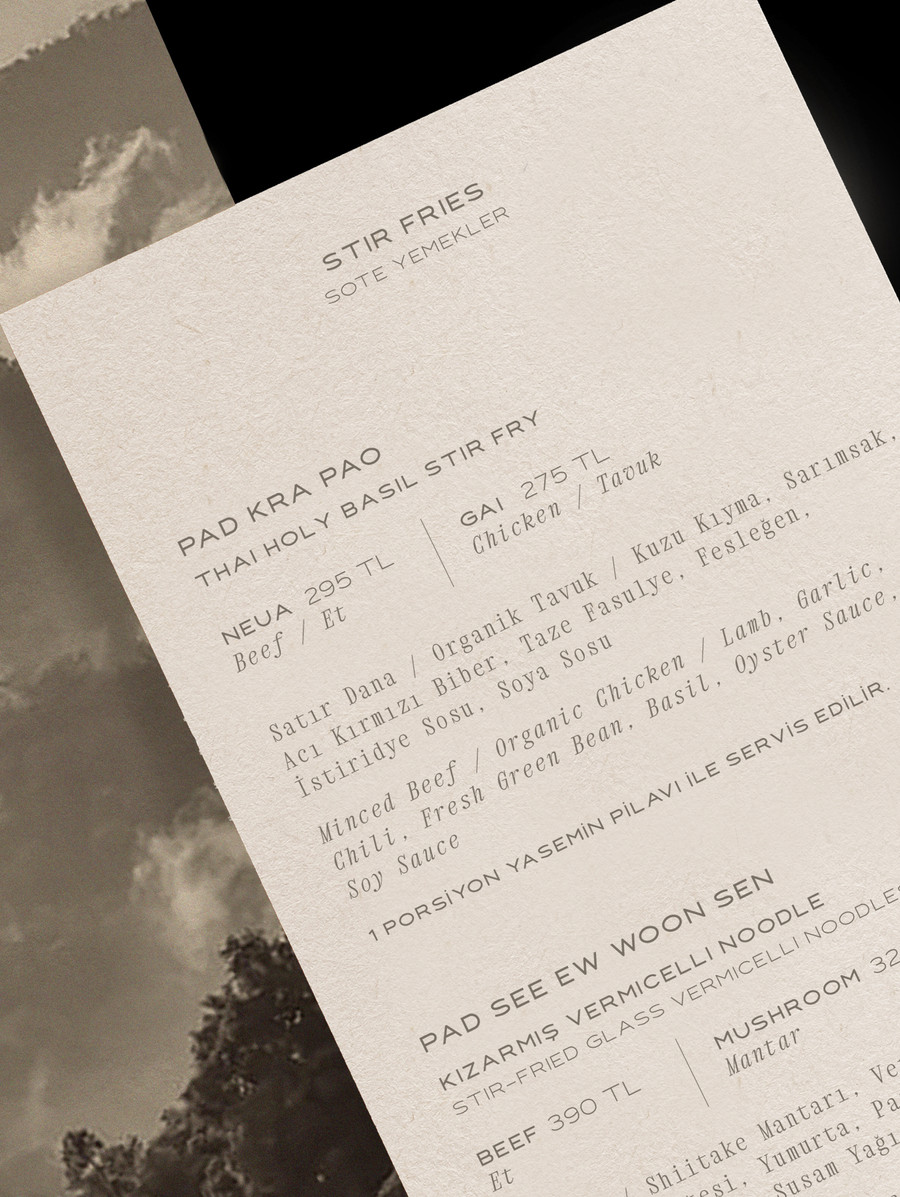 STIR FRIES
SOTE YEMEKLER
PAD KRA PAO
THAI HOLY BASIL STIR FRY
NEUA 295 TL
Beef / Et
GAI 275 TL
Chicken / Tavuk
Satır Dana / Organik Tavuk / Kuzu Kıyma, Sarımsak,
Acı Kırmızı Biber, Taze Fasulye, Fesleğen,
İstiridye Sosu, Soya Sosu
Minced Beef / Organic Chicken / Lamb, Garlic,
Chili, Fresh Green Bean, Basil, Oyster Sauce,
Soy Sauce
1 PORSİYON YASEMİN PİLAVI İLE SERVİS EDİLİR.
PAD SEE EW WOON SEN
KIZARMIŞ VERMICELLI NOODLE
STIR-FRIED GLASS VERMICELLI NOODLES
BEEF 390 TL
Et
MUSHROOM
Mantar
/ Shiitake Mantarı,
Yumurta,
Susam Yağı